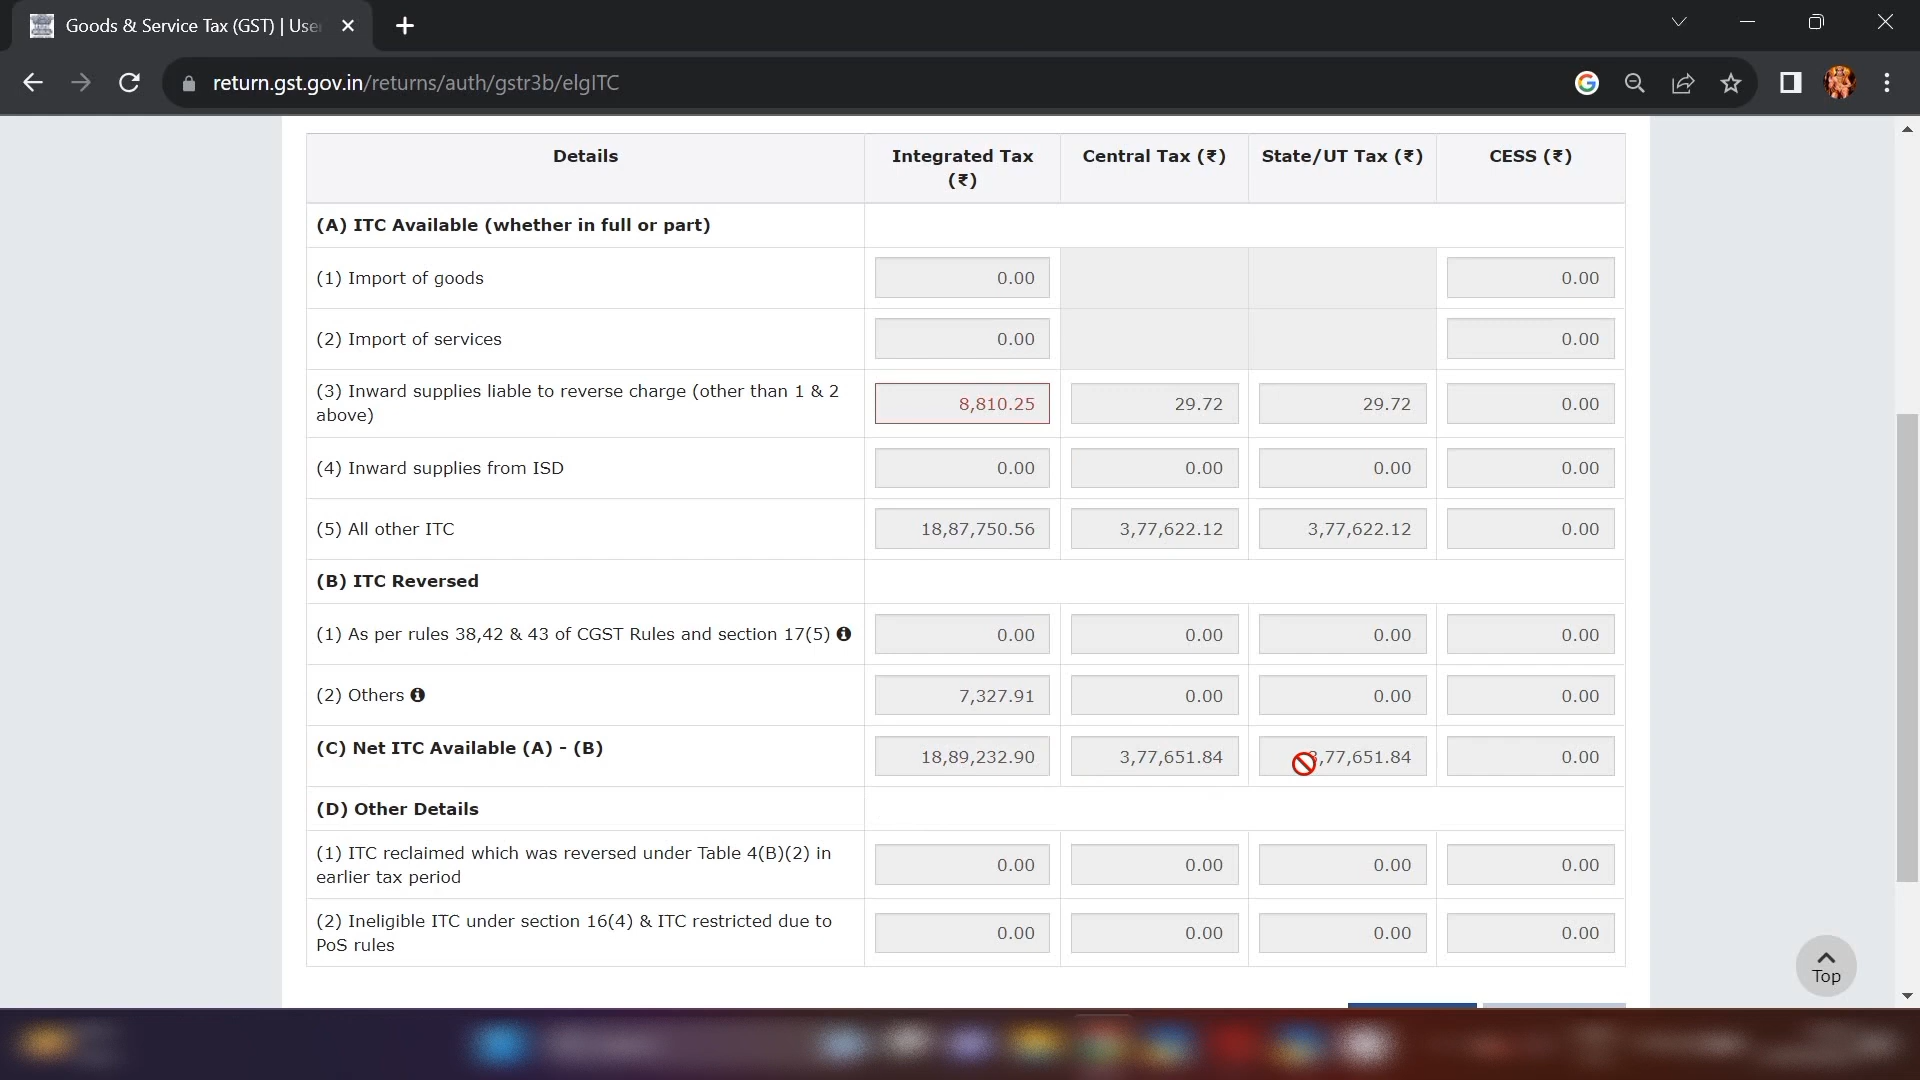 Goods & Service Tax (GST) | Use
return.gst.gov.in/returns/auth/gstr3b/elgITC
Details Integrated Tax (₹) Central Tax (₹) State/UT Tax (₹) CESS (₹)
(A) ITC Available (whether in full or part)
(1) Import of goods 0.00 0.00
(2) Import of services 0.00 0.00
(3) Inward supplies liable to reverse charge (other than 1 & 2
above) 8,810.25 29.72 29.72 0.00
(4) Inward supplies from ISD 0.00 0.00 0.00 0.00
(5) All other ITC 18,87,750.56 3,77,622.12 3,77,622.12 0.00
(B) ITC Reversed
(1) As per rules 38,42 & 43 of CGST Rules and section 17(5) 0.00 0.00 0.00 0.00
(2) Others 7,327.91 0.00 0.00 0.00
(C) Net ITC Available (A) - (B) 18,89,232.90 3,77,651.84 3,77,651.84 0.00
(D) Other Details
(1) ITC reclaimed which was reversed under Table 4(B)(2) in
earlier tax period 0.00 0.00 0.00 0.00
(2) Ineligible ITC under section 16(4) & ITC restricted due to
PoS rules 0.00 0.00 0.00 0.00
Top